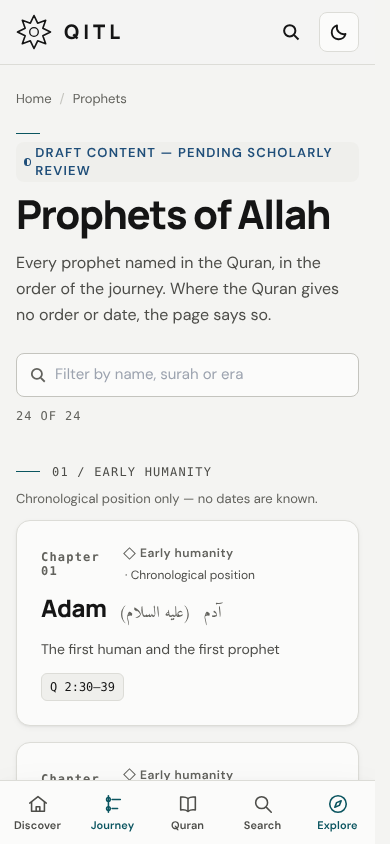 QITL
Home / Prophets
DRAFT CONTENT — PENDING SCHOLARLY
REVIEW
Prophets of Allah
Every prophet named in the Quran, in the
order of the journey. Where the Quran gives
no order or date, the page says so.
Filter by name, surah or era
24 OF 24
01 / EARLY HUMANITY
Chronological position only — no dates are known.
Chapter
01
Early humanity
· Chronological position
Adam آدم (عليه السلام)
The first human and the first prophet
Q 2:30–39
Chapter
Early humanity
Discover
Journey
Quran
Search
Explore